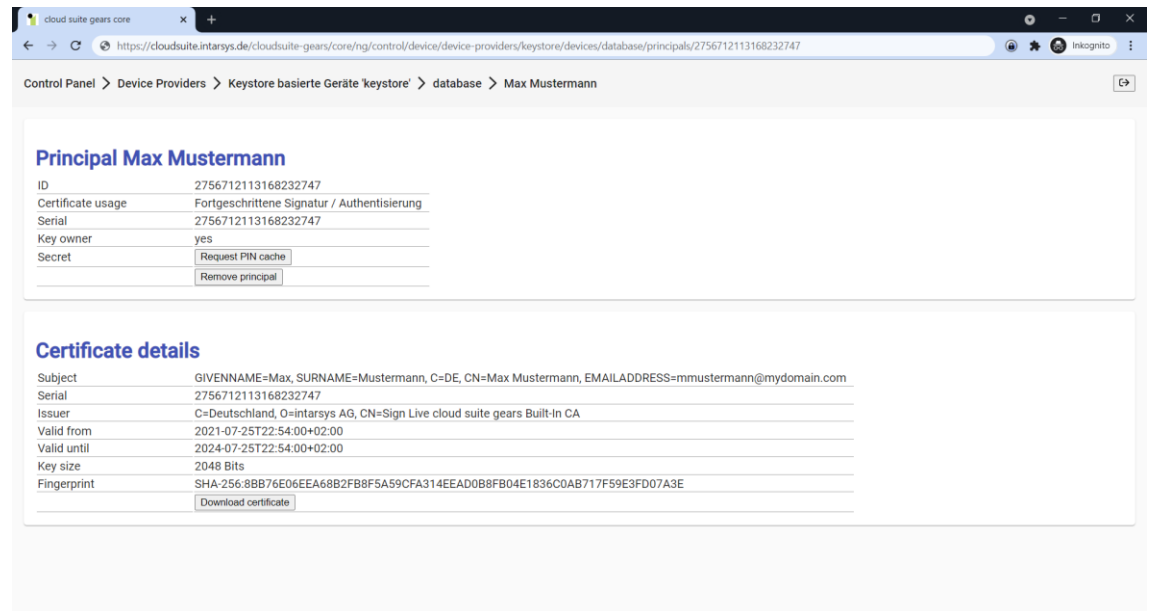 cloud suite gears core
https://cloudsuite.intarsys.de/cloudsuite-gears/core/ng/control/device/device-providers/keystore/devices/database/principals/2756712113168232747
Inkognito
Control Panel > Device Providers > Keystore basierte Geräte 'keystore' > database > Max Mustermann
Principal Max Mustermann
ID 2756712113168232747
Certificate usage Fortgeschrittene Signatur / Authentisierung
Serial 2756712113168232747
Key owner yes
Secret Request PIN cache
Remove principal
Certificate details
Subject GIVENNAME=Max, SURNAME=Mustermann, C=DE, CN=Max Mustermann, EMAILADDRESS=mmustermann@mydomain.com
Serial 2756712113168232747
Issuer C=Deutschland, O=intarsys AG, CN=Sign Live cloud suite gears Built-In CA
Valid from 2021-07-25T22:54:00+02:00
Valid until 2024-07-25T22:54:00+02:00
Key size 2048 Bits
Fingerprint SHA-256:8BB76E06EEA68B2FB8F5A59CFA314EEAD0B8FB04E1836C0AB717F59E3FD07A3E
Download certificate